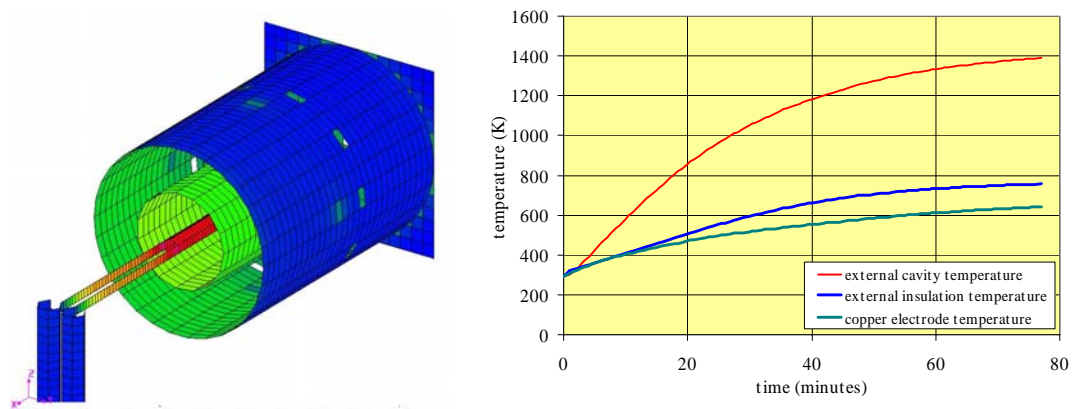 Z
X
temperature (K)
1600
1400
1200
1000
800
600
400
200
0
0
20
40
60
80
time (minutes)
external cavity temperature
external insulation temperature
copper electrode temperature